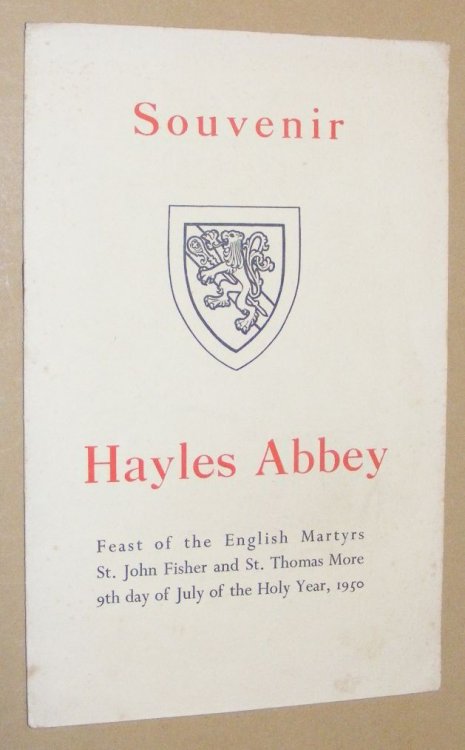 Souvenir
Hayles Abbey
Feast of the English Martyrs
St. John Fisher and St. Thomas More
9th day of July of the Holy Year, 1950